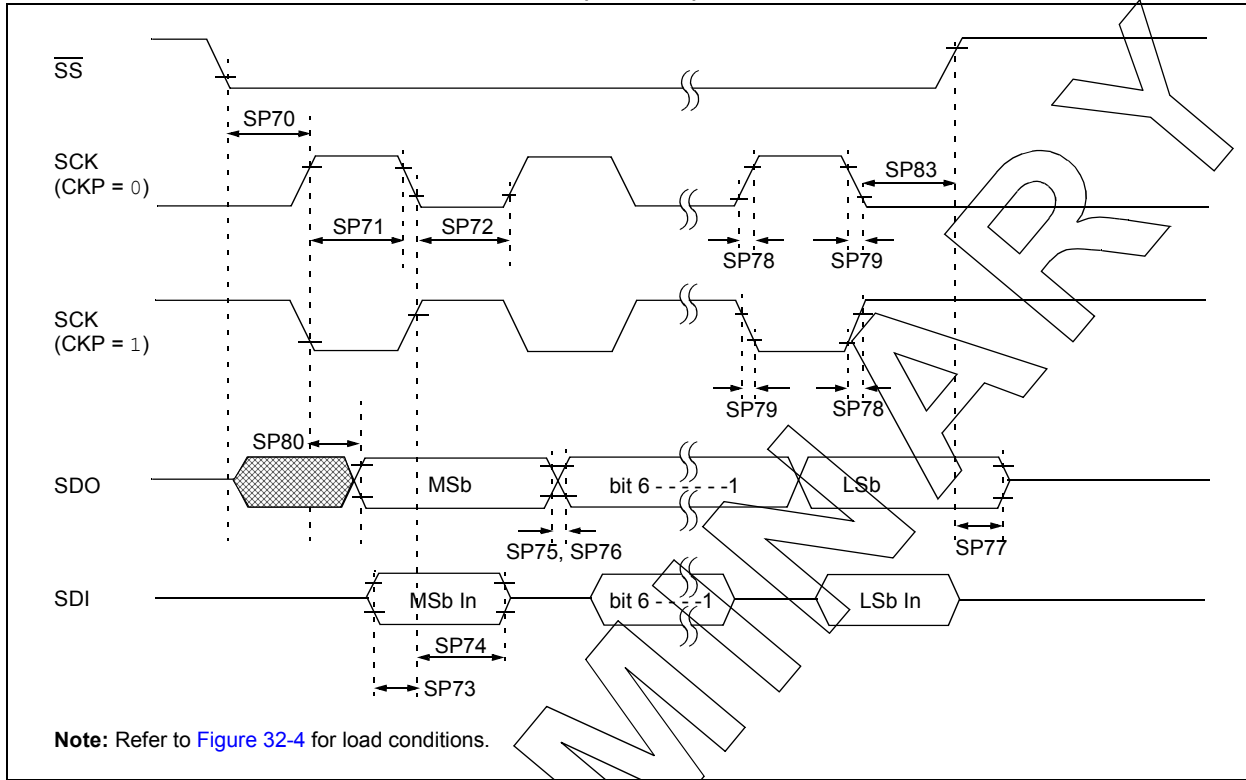 SS
SP70
SCK
(CKP = 0)
SP83
SP71
SP72
SP78
SP79
SCK
(CKP = 1)
SP79
SP78
SP80
SDO
MSb
bit 6 - - - - - -1
LSb
SP75, SP76
SP77
SDI
MSb In
bit 6 - - - -1
LSb In
SP74
SP73
Note: Refer to Figure 32-4 for load conditions.
MINARY